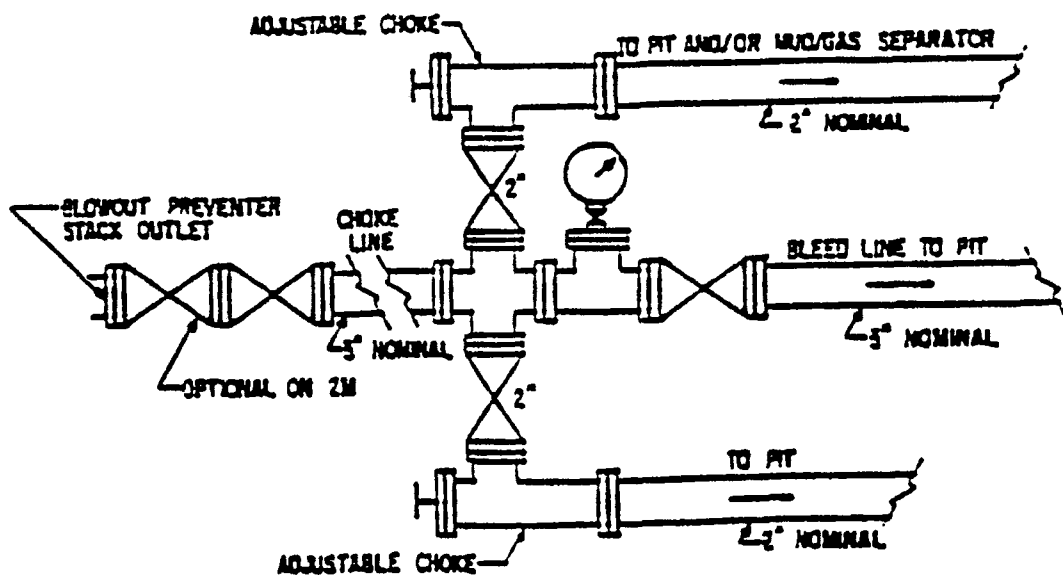 ADJUSTABLE CHOKE
TO PIT AND/OR MUD/GAS SEPARATOR
2" NOMINAL
2"
BLOWOUT PREVENTER
STACK OUTLET
CHOKE
LINE
BLEED LINE TO PIT
3" NOMINAL
3" NOMINAL
OPTIONAL ON 2M
2"
TO PIT
2" NOMINAL
ADJUSTABLE CHOKE